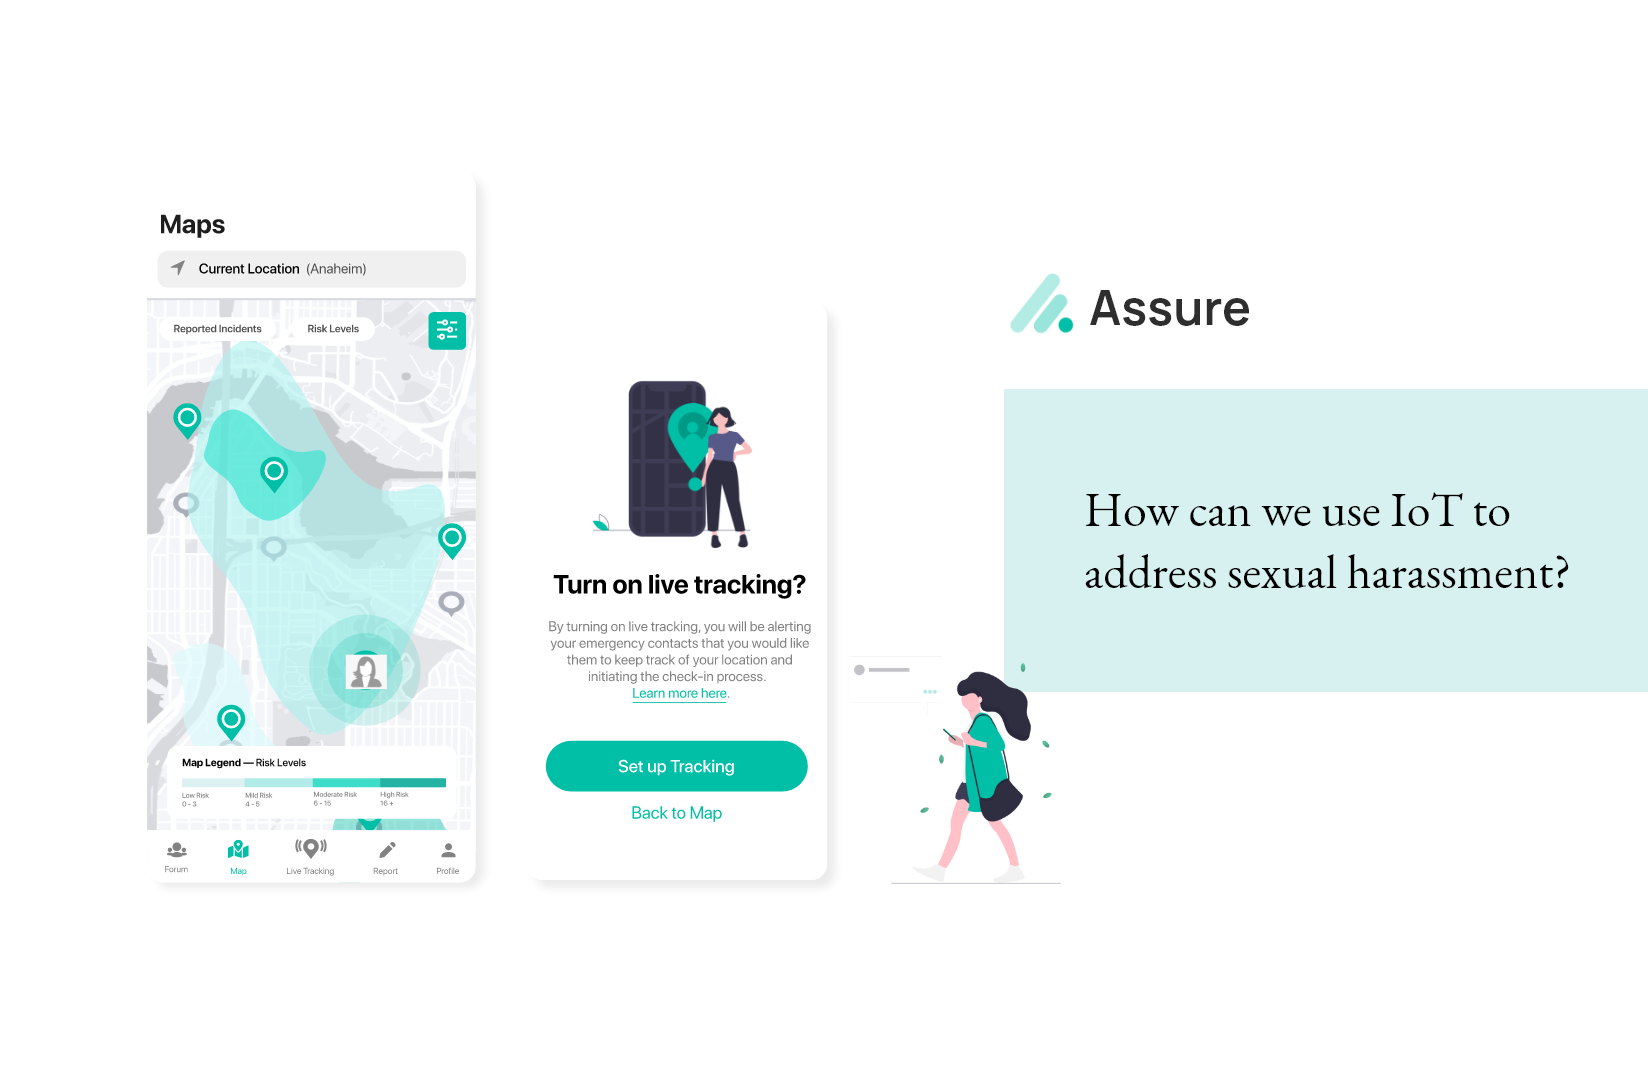 Maps
Current Location (Anaheim)
Reported Incidents
Risk Levels
Map Legend — Risk Levels
Low Risk
0 - 3
Mild Risk
4 - 5
Moderate Risk
6 - 15
High Risk
16 +
Forum
Map
Live Tracking
Report
Profile
Turn on live tracking?
By turning on live tracking, you will be alerting
your emergency contacts that you would like
them to keep track of your location and
initiating the check-in process.
Learn more here.
Set up Tracking
Back to Map
Assure
How can we use IoT to
address sexual harassment?